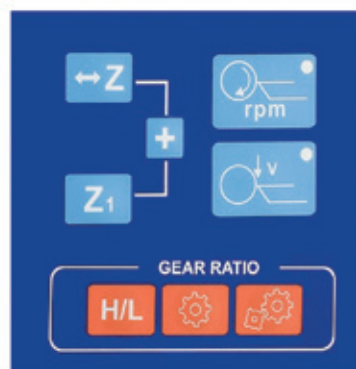 ↔Z
+
Z₁
rpm
v
GEAR RATIO
H/L